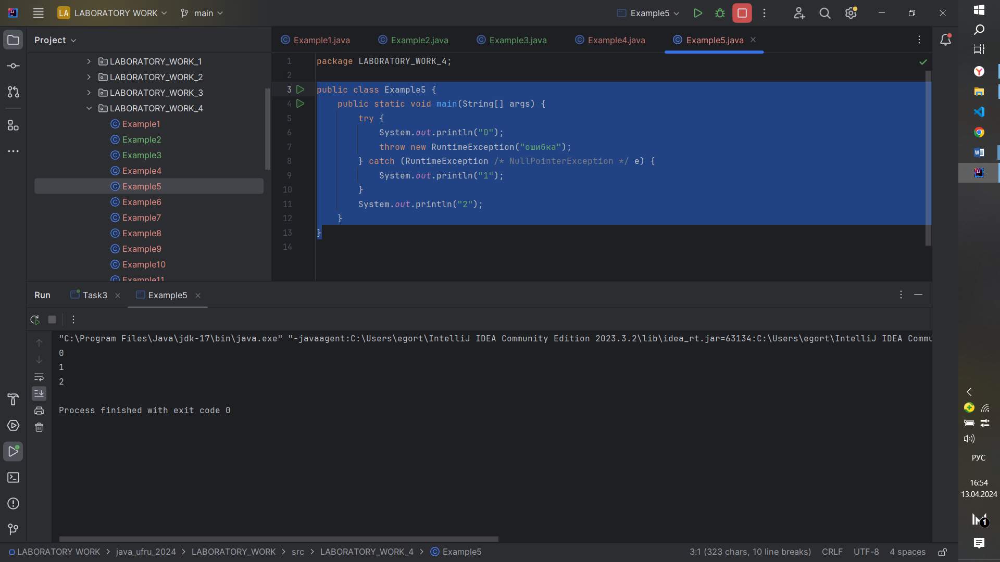 LA LABORATORY WORK main Example5
Project Example1.java Example2.java Example3.java Example4.java Example5.java
LABORATORY_WORK_1
LABORATORY_WORK_2
LABORATORY_WORK_3
LABORATORY_WORK_4
Example1
Example2
Example3
Example4
Example5
Example6
Example7
Example8
Example9
Example10
Example11
1 package LABORATORY_WORK_4;
2
3 public class Example5 {
4 public static void main(String[] args) {
5 try {
6 System.out.println("0");
7 throw new RuntimeException("ошибка");
8 } catch (RuntimeException /* NullPointerException */ e) {
9 System.out.println("1");
10 }
11 System.out.println("2");
12 }
13 }
14
Run Task3 Example5
"C:\Program Files\Java\jdk-17\bin\java.exe" "-javaagent:C:\Users\egort\IntelliJ IDEA Community Edition 2023.3.2\lib\idea_rt.jar=63134:C:\Users\egort\IntelliJ IDEA Commu
0
1
2
Process finished with exit code 0
LABORATORY WORK > java_ufru_2024 > LABORATORY_WORK > src > LABORATORY_WORK_4 > Example5
3:1 (323 chars, 10 line breaks) CRLF UTF-8 4 spaces
РУС
16:54
13.04.2024
1